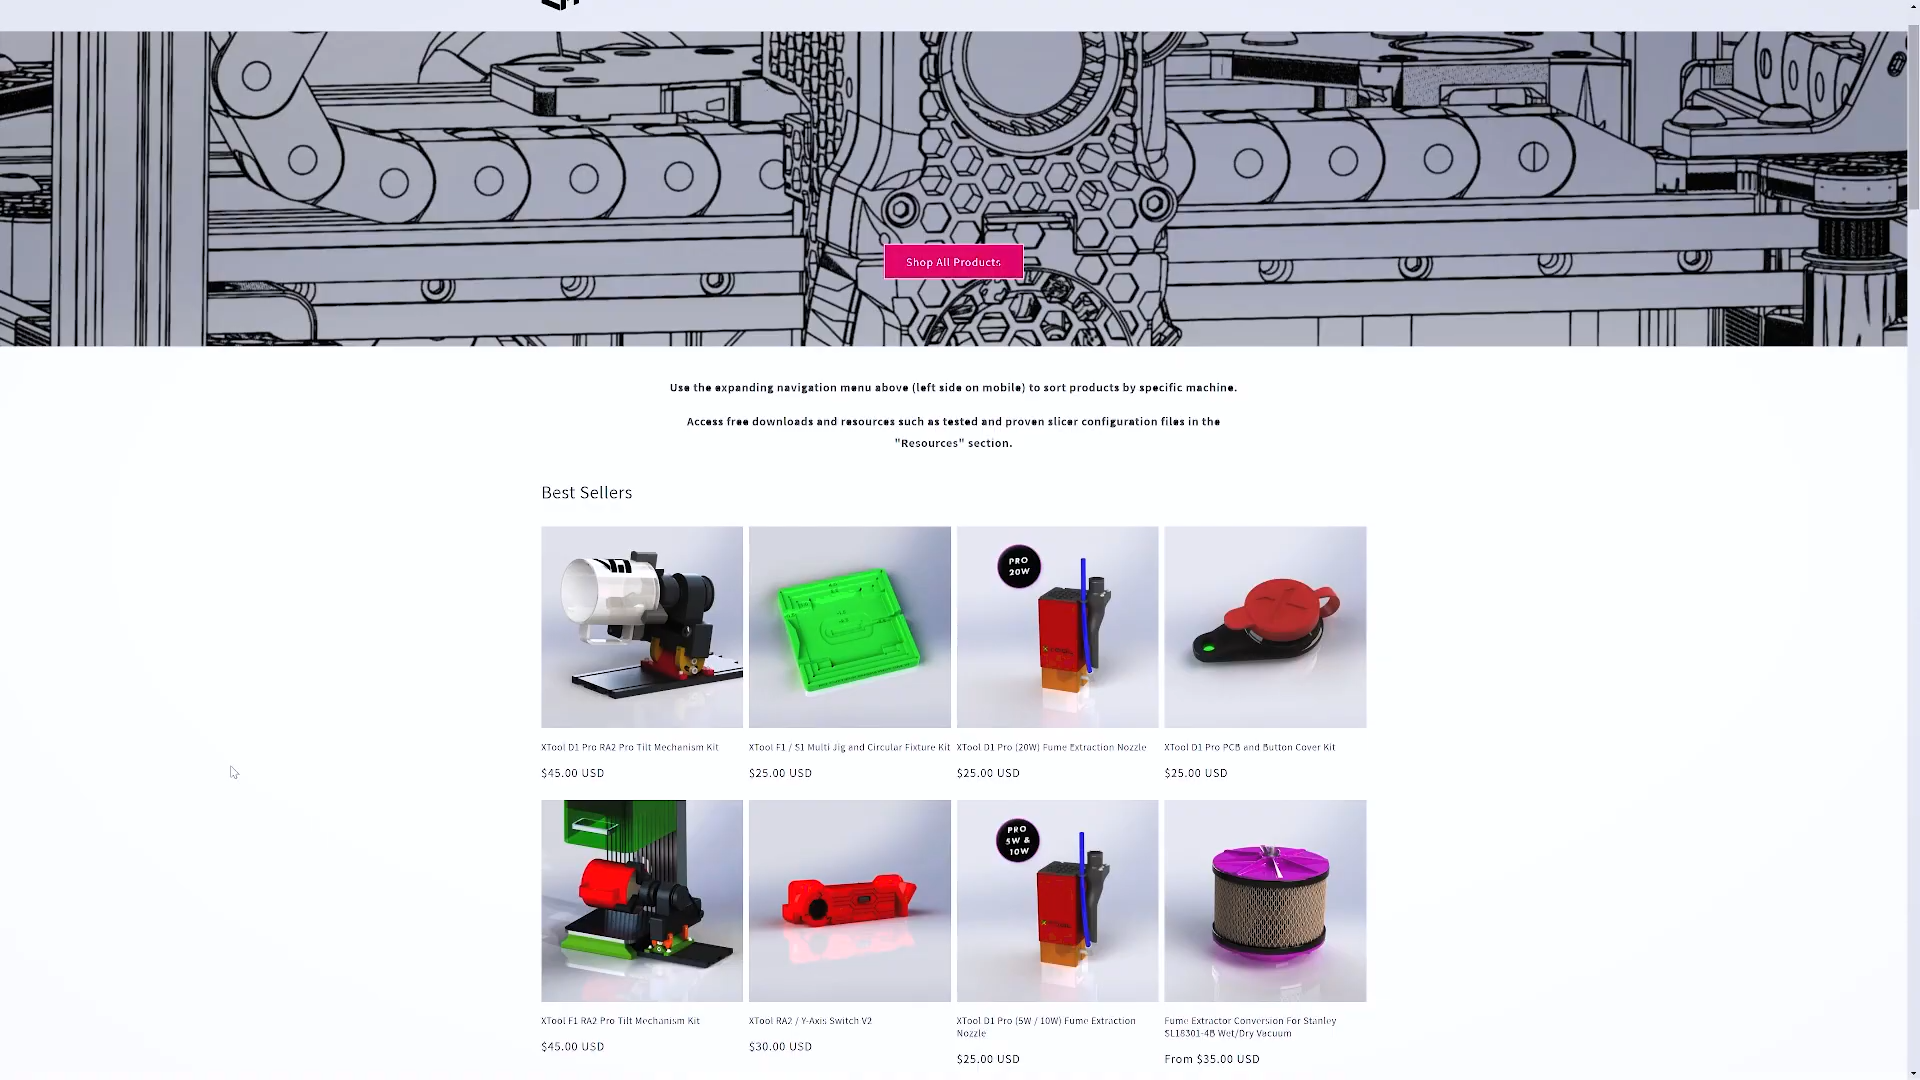 Shop All Products
Use the expanding navigation menu above (left side on mobile) to sort products by specific machine.
Access free downloads and resources such as tested and proven slicer configuration files in the
"Resources" section.
Best Sellers
PRO
20W
XTool D1 Pro RA2 Pro Tilt Mechanism Kit
$45.00 USD
XTool F1 / S1 Multi Jig and Circular Fixture Kit
$25.00 USD
XTool D1 Pro (20W) Fume Extraction Nozzle
$25.00 USD
XTool D1 Pro PCB and Button Cover Kit
$25.00 USD
PRO
5W &
10W
XTool F1 RA2 Pro Tilt Mechanism Kit
$45.00 USD
XTool RA2 / Y-Axis Switch V2
$30.00 USD
XTool D1 Pro (5W / 10W) Fume Extraction
Nozzle
$25.00 USD
Fume Extractor Conversion For Stanley
SL18301-4B Wet/Dry Vacuum
From $35.00 USD